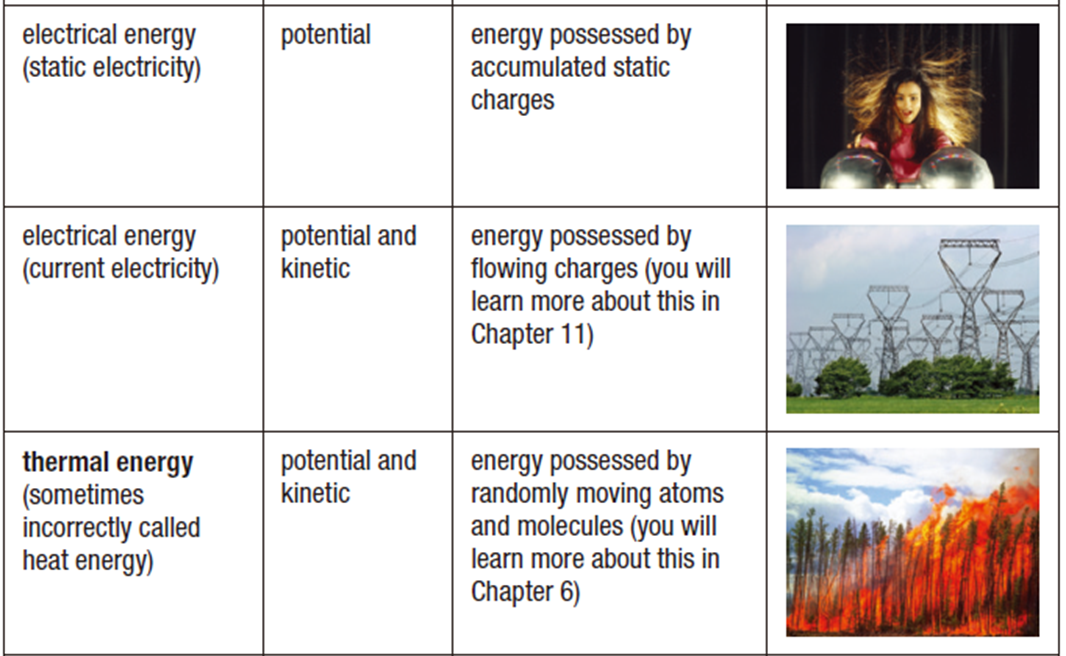 electrical energy
(static electricity)
potential
energy possessed by
accumulated static
charges
electrical energy
(current electricity)
potential and
kinetic
energy possessed by
flowing charges (you will
learn more about this in
Chapter 11)
thermal energy
(sometimes
incorrectly called
heat energy)
potential and
kinetic
energy possessed by
randomly moving atoms
and molecules (you will
learn more about this in
Chapter 6)